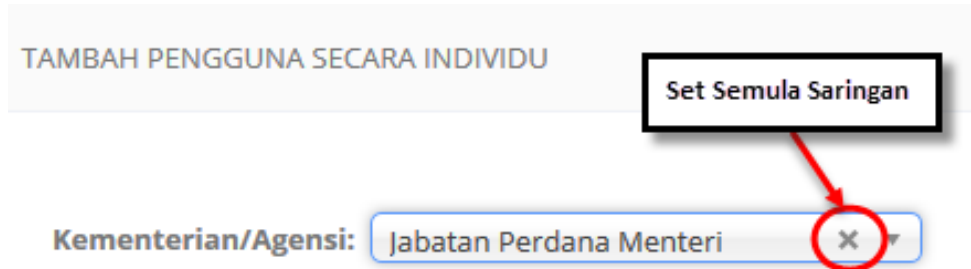 TAMBAH PENGGUNA SECARA INDIVIDU
Set Semula Saringan
Kementerian/Agensi: Jabatan Perdana Menteri